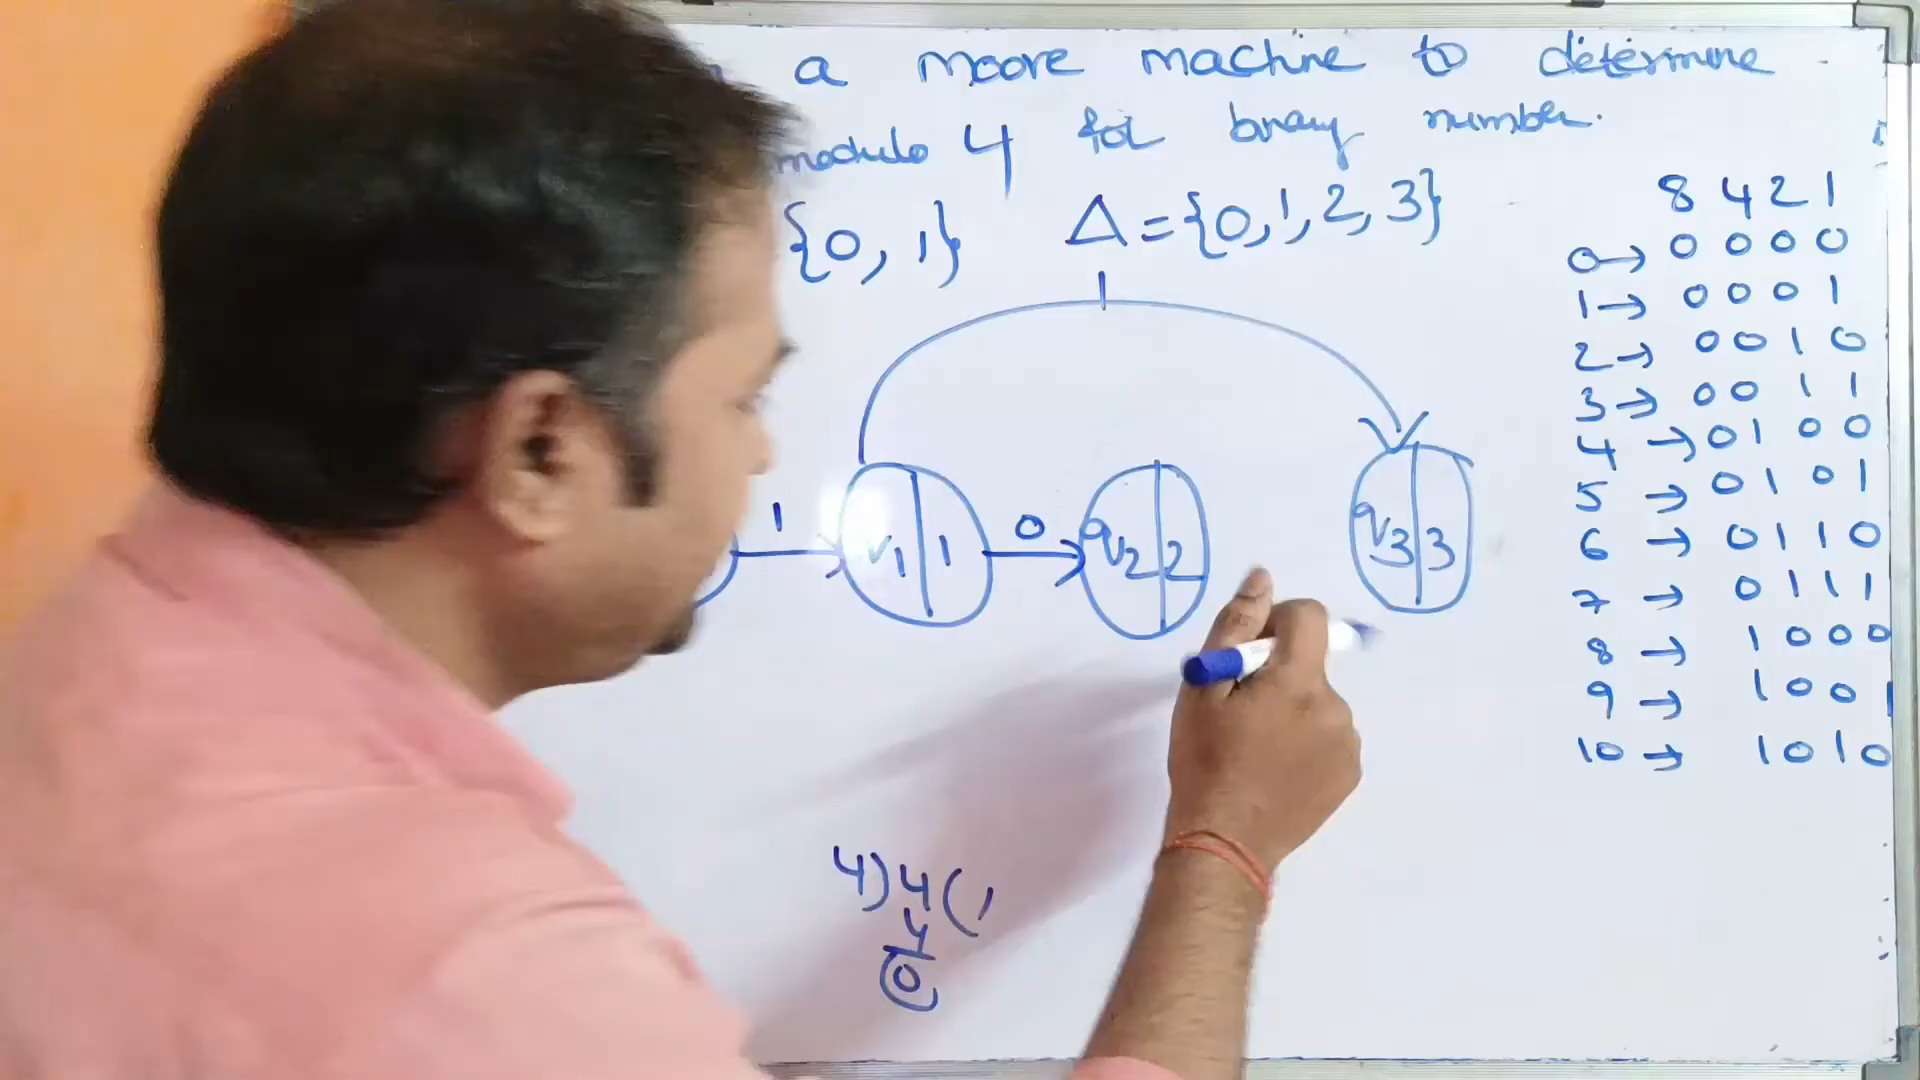 a moore machine to determine
modulo 4 for binary number.
{0, 1} Δ = {0, 1, 2, 3}
1
1 q1 1 0 q2 2 q3 3
4) 4 ( 1
4
0
8 4 2 1
0 → 0 0 0 0
1 → 0 0 0 1
2 → 0 0 1 0
3 → 0 0 1 1
4 → 0 1 0 0
5 → 0 1 0 1
6 → 0 1 1 0
7 → 0 1 1 1
8 → 1 0 0 0
9 → 1 0 0 1
10 → 1 0 1 0